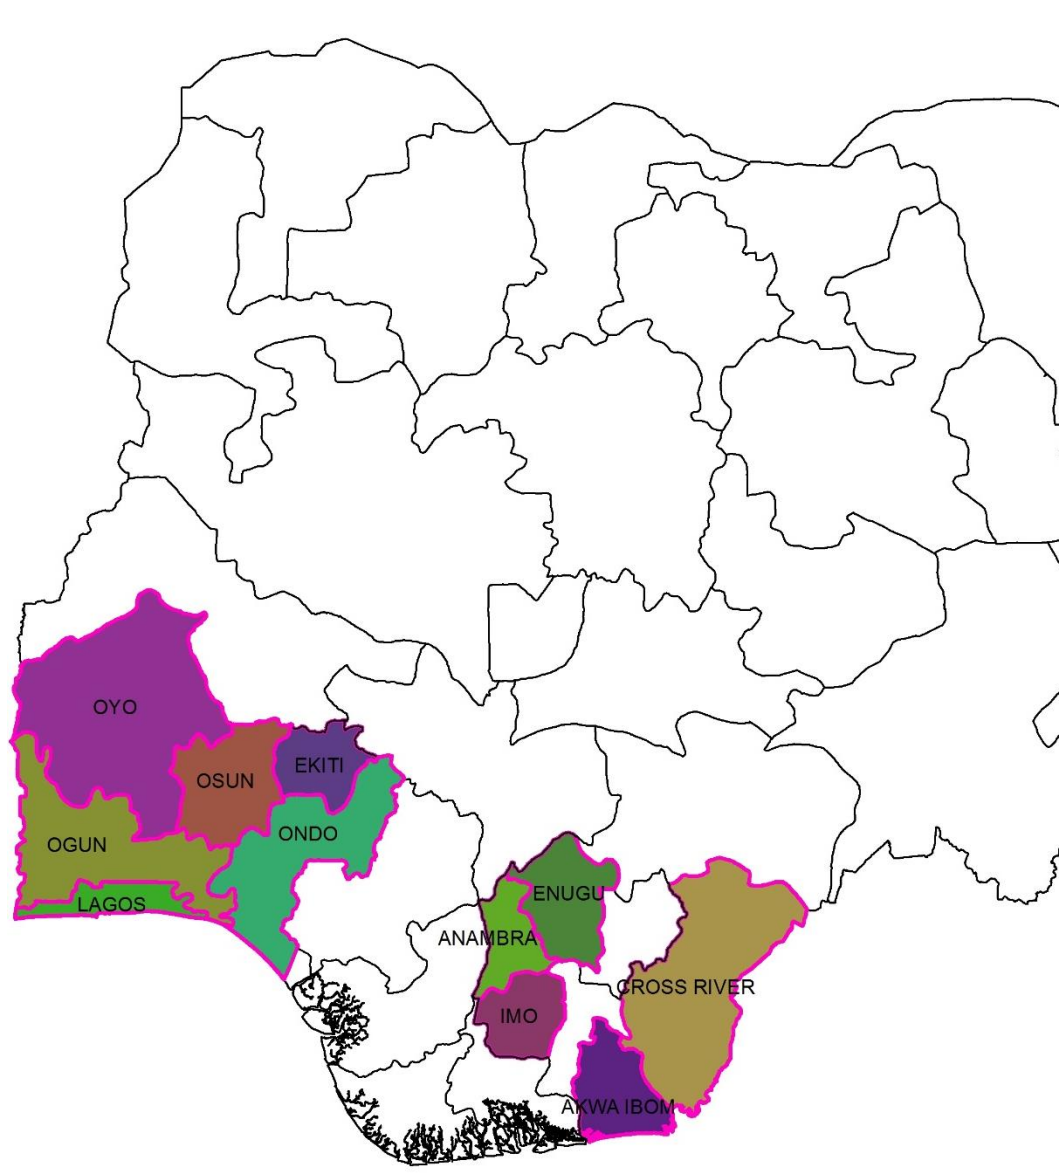 OYO
EKITI
OSUN
ONDO
OGUN
ENUGU
LAGOS
ANAMBRA
CROSS RIVER
IMO
AKWA IBOM